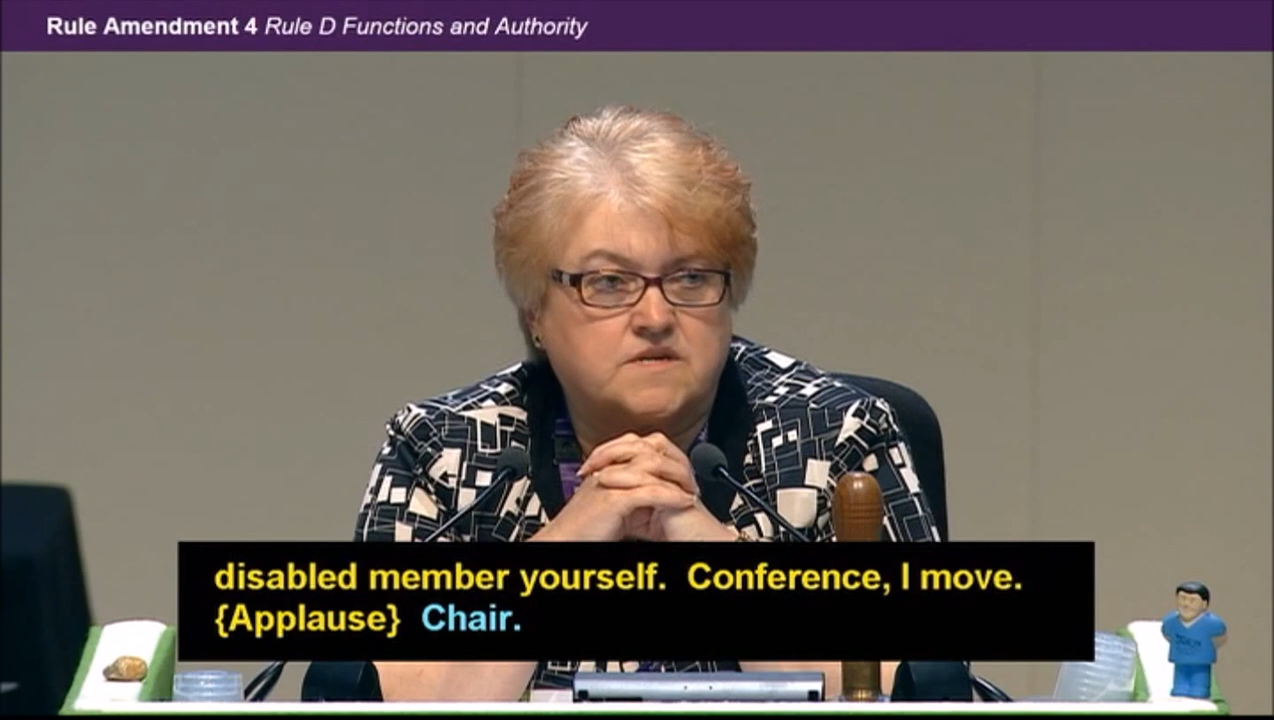 Rule Amendment 4 Rule D Functions and Authority
disabled member yourself.  Conference, I move.
{Applause}  Chair.